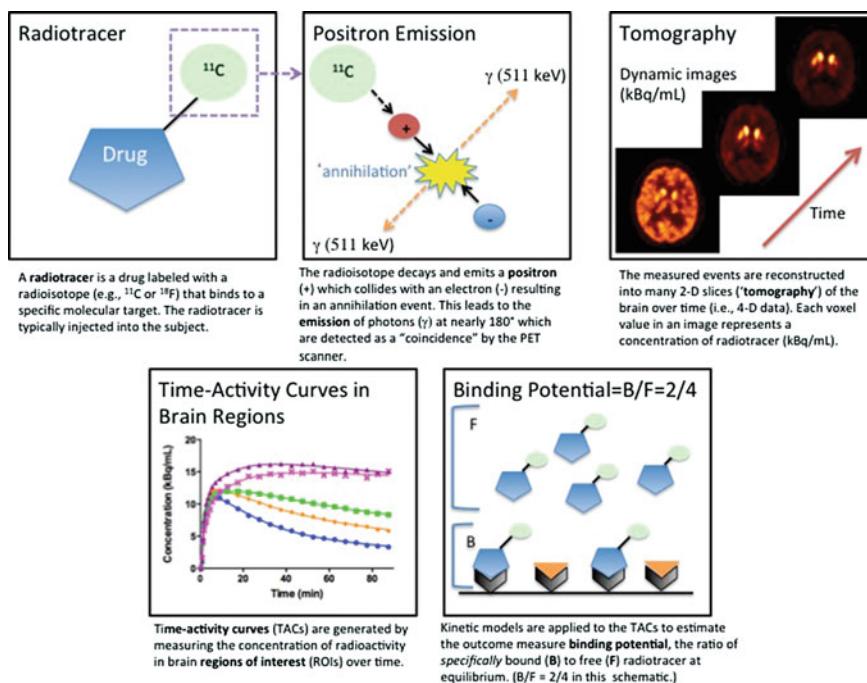 Radiotracer
¹¹C
Drug
A radiotracer is a drug labeled with a
radioisotope (e.g., ¹¹C or ¹⁸F) that binds to a
specific molecular target. The radiotracer is
typically injected into the subject.
Positron Emission
¹¹C
γ (511 keV)
+
'annihilation'
-
γ (511 keV)
The radioisotope decays and emits a positron
(+) which collides with an electron (-) resulting
in an annihilation event. This leads to the
emission of photons (γ) at nearly 180° which
are detected as a “coincidence” by the PET
scanner.
Tomography
Dynamic images
(kBq/mL)
Time
The measured events are reconstructed
into many 2-D slices (‘tomography’) of the
brain over time (i.e., 4-D data). Each voxel
value in an image represents a
concentration of radiotracer (kBq/mL).
Time-Activity Curves in
Brain Regions
Concentration (kBq/mL)
20
15
10
5
0
0 20 40 60 80
Time (min)
Time-activity curves (TACs) are generated by
measuring the concentration of radioactivity
in brain regions of interest (ROIs) over time.
Binding Potential=B/F=2/4
F
B
Kinetic models are applied to the TACs to estimate
the outcome measure binding potential, the ratio of
specifically bound (B) to free (F) radiotracer at
equilibrium. (B/F = 2/4 in this schematic.)